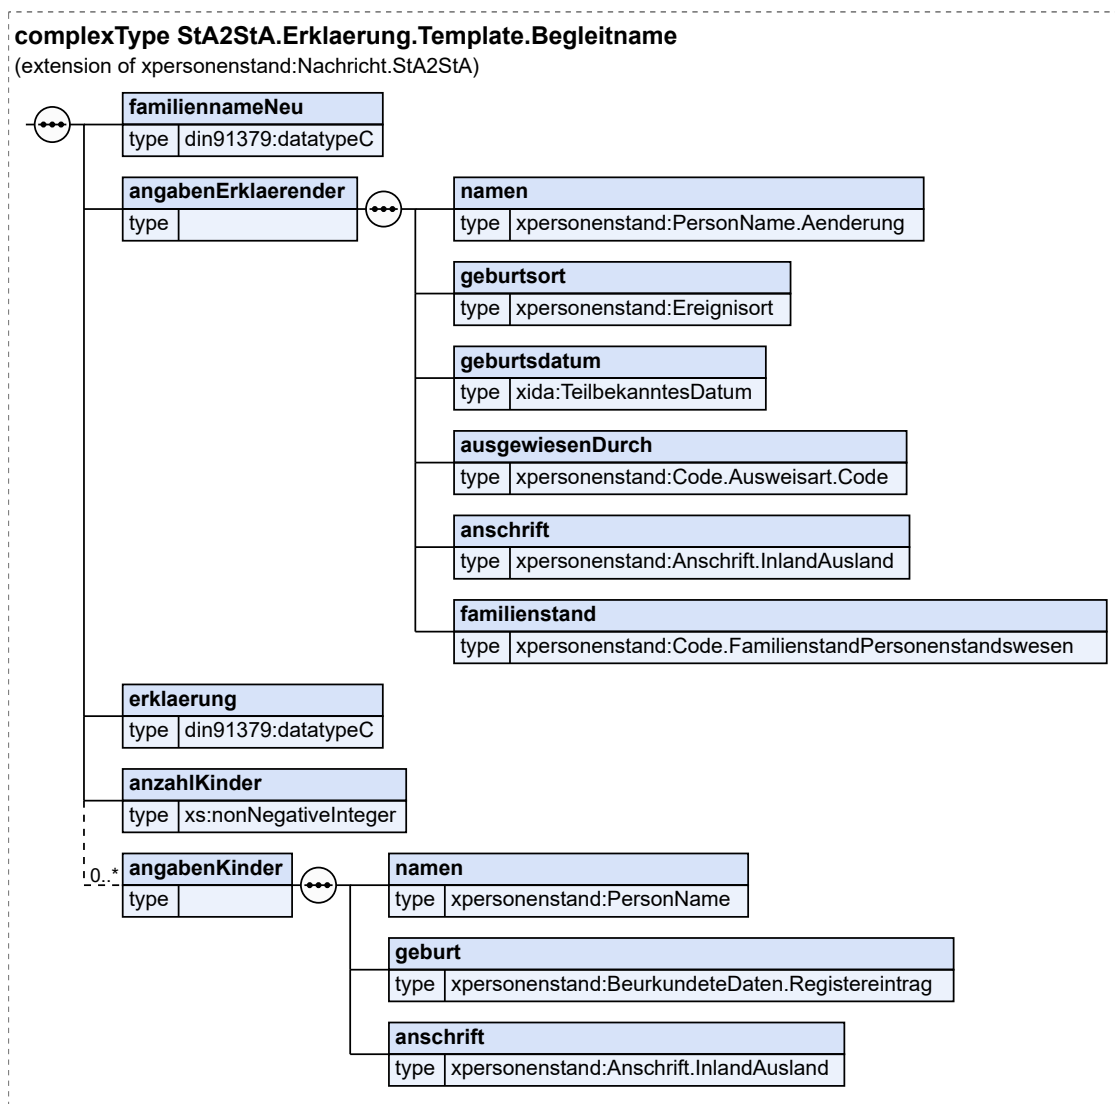 complexType StA2StA.Erklaerung.Template.Begleitname
(extension of xpersonenstand:Nachricht.StA2StA)
familiennameNeu
type din91379:datatypeC
angabenErklaerender
type
namen
type xpersonenstand:PersonName.Aenderung
geburtsort
type xpersonenstand:Ereignisort
geburtsdatum
type xida:TeilbekanntesDatum
ausgewiesenDurch
type xpersonenstand:Code.Ausweisart.Code
anschrift
type xpersonenstand:Anschrift.InlandAusland
familienstand
type xpersonenstand:Code.FamilienstandPersonenstandswesen
erklaerung
type din91379:datatypeC
anzahlKinder
type xs:nonNegativeInteger
0..*
angabenKinder
type
namen
type xpersonenstand:PersonName
geburt
type xpersonenstand:BeurkundeteDaten.Registereintrag
anschrift
type xpersonenstand:Anschrift.InlandAusland